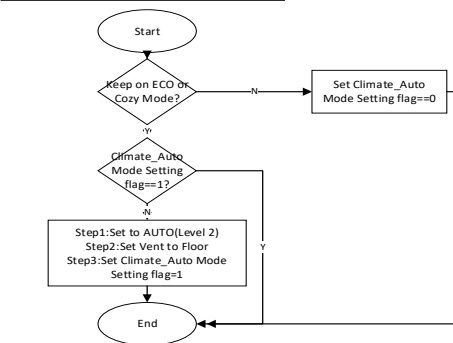 Start
Keep on ECO or
Cozy Mode?
N
Set Climate_Auto
Mode Setting flag==0
Y
Climate_Auto
Mode Setting
flag==1?
N
Y
Step1:Set to AUTO(Level 2)
Step2:Set Vent to Floor
Step3:Set Climate_Auto Mode
Setting flag=1
End